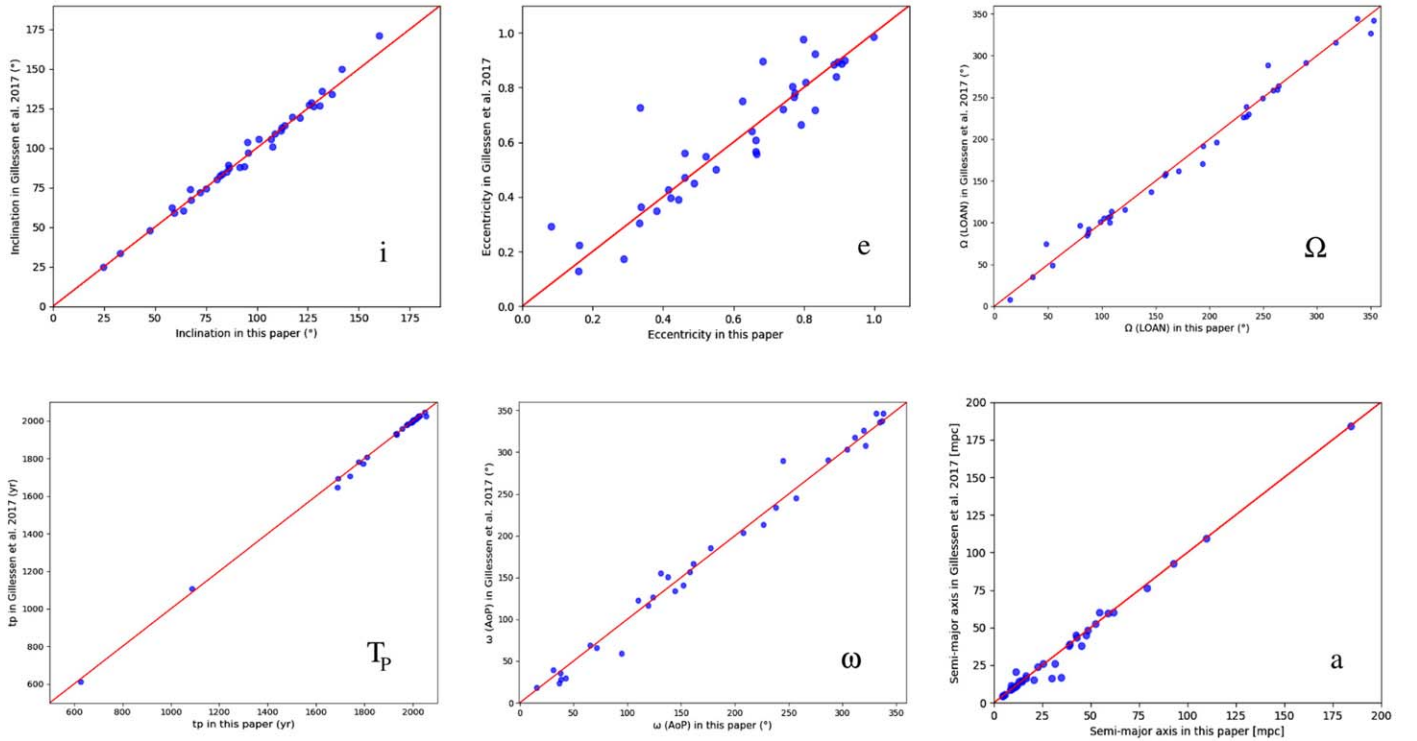 175
150
125
100
75
50
25
0
Inclination in Gillessen et al. 2017 (°)
i
0 25 50 75 100 125 150 175
Inclination in this paper (°)
1.0
0.8
0.6
0.4
0.2
0.0
Eccentricity in Gillessen et al. 2017
e
0.0 0.2 0.4 0.6 0.8 1.0
Eccentricity in this paper
350
300
250
200
150
100
50
0
Ω (LOAN) in Gillessen et al. 2017 (°)
Ω
0 50 100 150 200 250 300 350
Ω (LOAN) in this paper (°)
2000
1800
1600
1400
1200
1000
800
600
tp in Gillessen et al. 2017 (yr)
TP
600 800 1000 1200 1400 1600 1800 2000
tp in this paper (yr)
350
300
250
200
150
100
50
0
ω (AoP) in Gillessen et al. 2017 (°)
ω
0 50 100 150 200 250 300 350
ω (AoP) in this paper (°)
200
175
150
125
100
75
50
25
0
Semi-major axis in Gillessen et al. 2017 [mpc]
a
0 25 50 75 100 125 150 175 200
Semi-major axis in this paper [mpc]